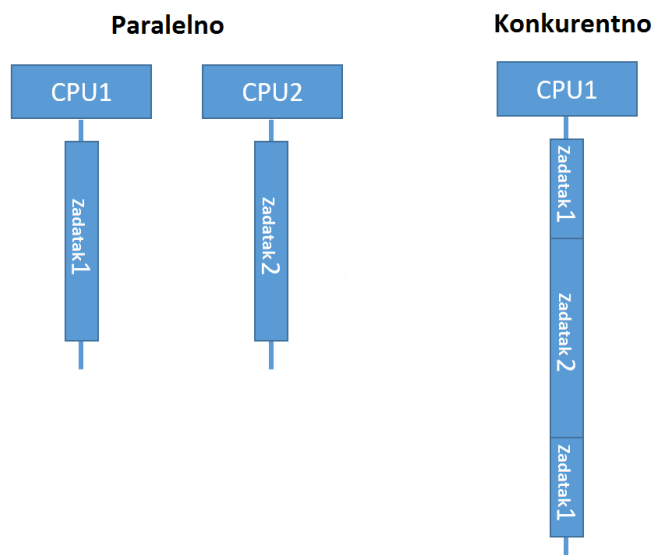 Paralelno
CPU1
Zadatak1
CPU2
Zadatak2
Konkurentno
CPU1
Zadatak1
Zadatak2
Zadatak1